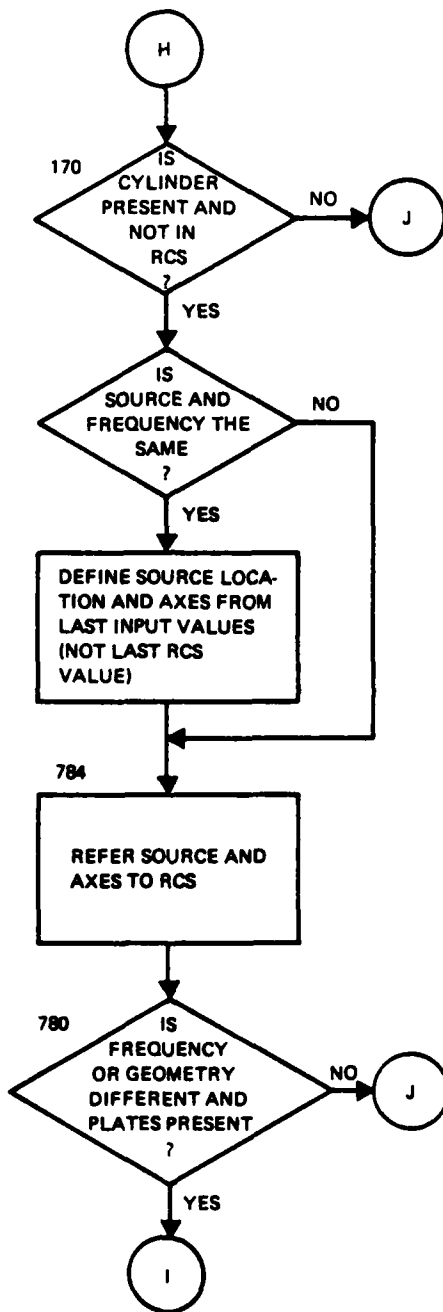 H
170
IS
CYLINDER
PRESENT AND
NOT IN
RCS
?
NO
J
YES
IS
SOURCE AND
FREQUENCY THE
SAME
?
NO
YES
DEFINE SOURCE LOCA-
TION AND AXES FROM
LAST INPUT VALUES
(NOT LAST RCS
VALUE)
784
REFER SOURCE AND
AXES TO RCS
780
IS
FREQUENCY
OR GEOMETRY
DIFFERENT AND
PLATES PRESENT
?
NO
J
YES
I